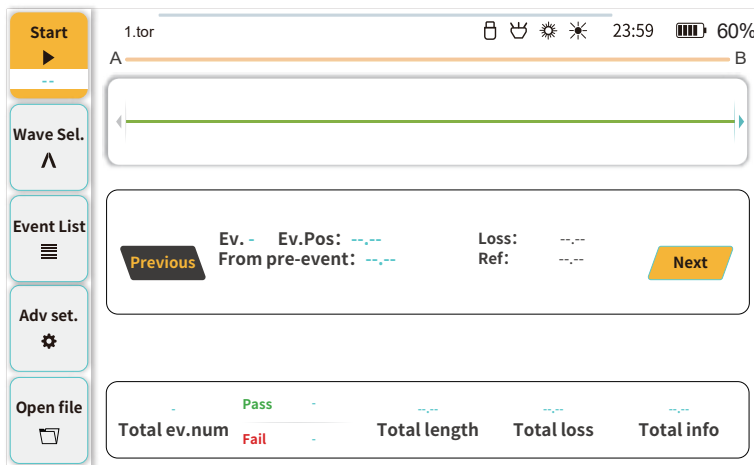 Start
--
Wave Sel.
Event List
Adv set.
Open file
1.tor
23:59
60%
A
B
Ev. - Ev.Pos: --.--
From pre-event: --.--
Loss: --.--
Ref: --.--
Previous
Next
-
Total ev.num
Pass -
Fail -
--.--
Total length
--.--
Total loss
--.--
Total info